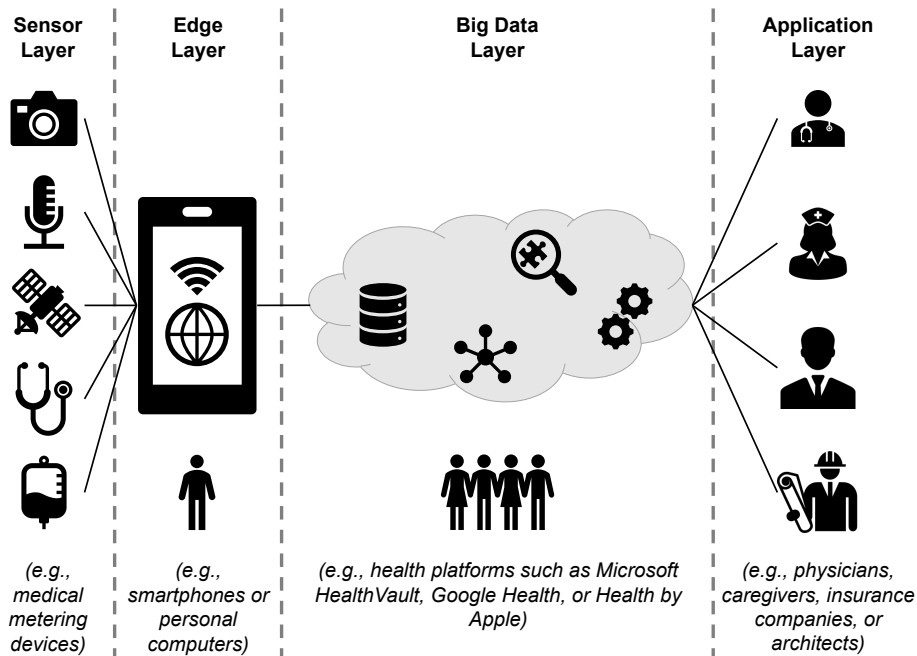 Sensor
Layer
Edge
Layer
Big Data
Layer
Application
Layer
(e.g.,
medical
metering
devices)
(e.g.,
smartphones or
personal
computers)
(e.g., health platforms such as Microsoft
HealthVault, Google Health, or Health by
Apple)
(e.g., physicians,
caregivers, insurance
companies, or
architects)